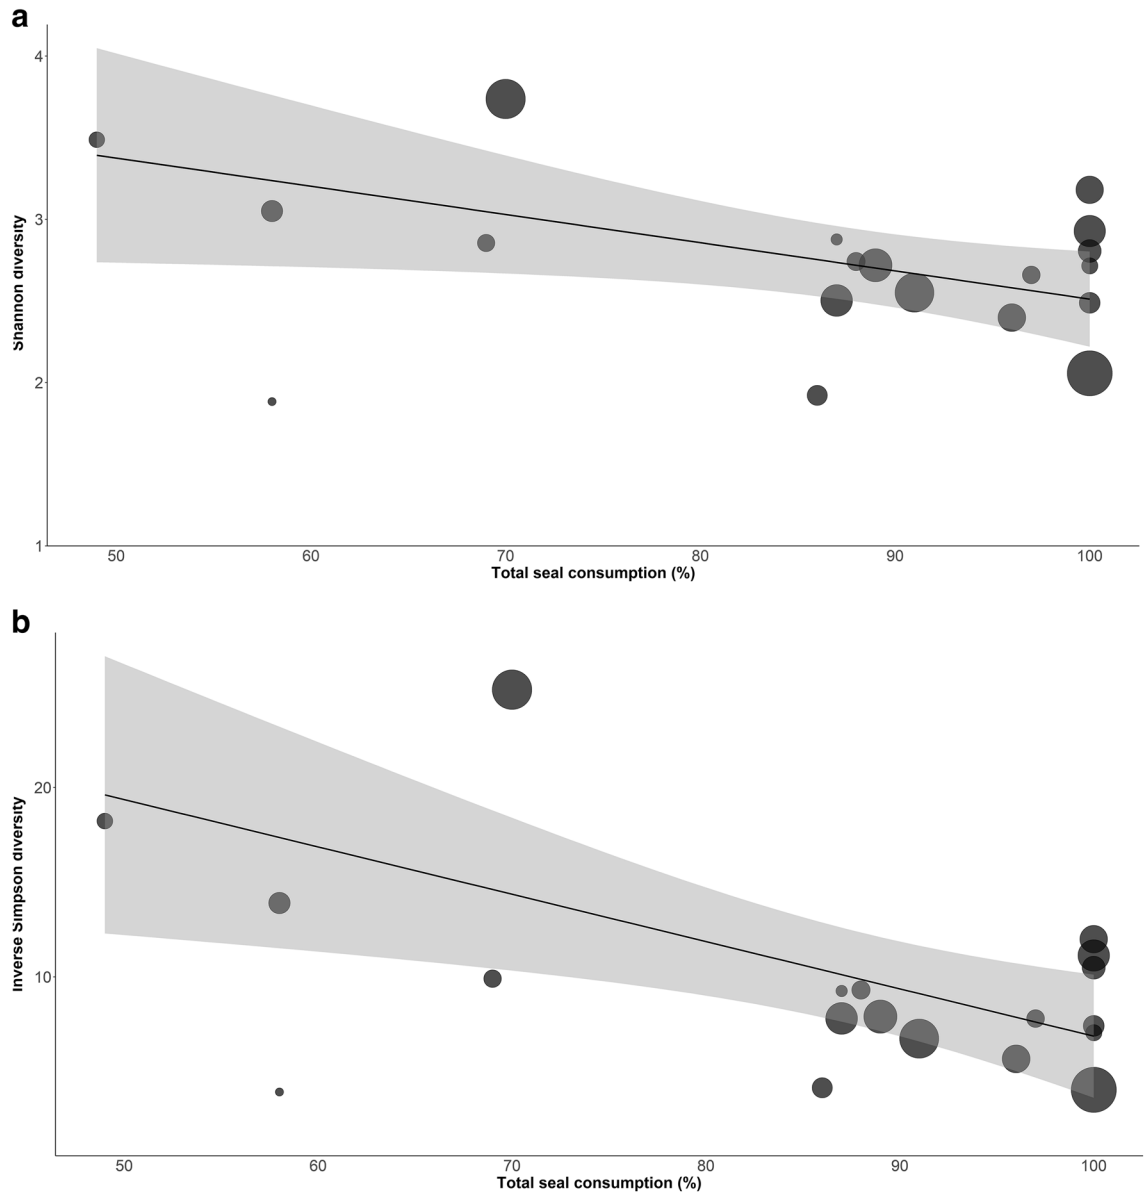 a
4
3
2
1
Shannon diversity
50 60 70 80 90 100
Total seal consumption (%)
b
20
10
Inverse Simpson diversity
50 60 70 80 90 100
Total seal consumption (%)